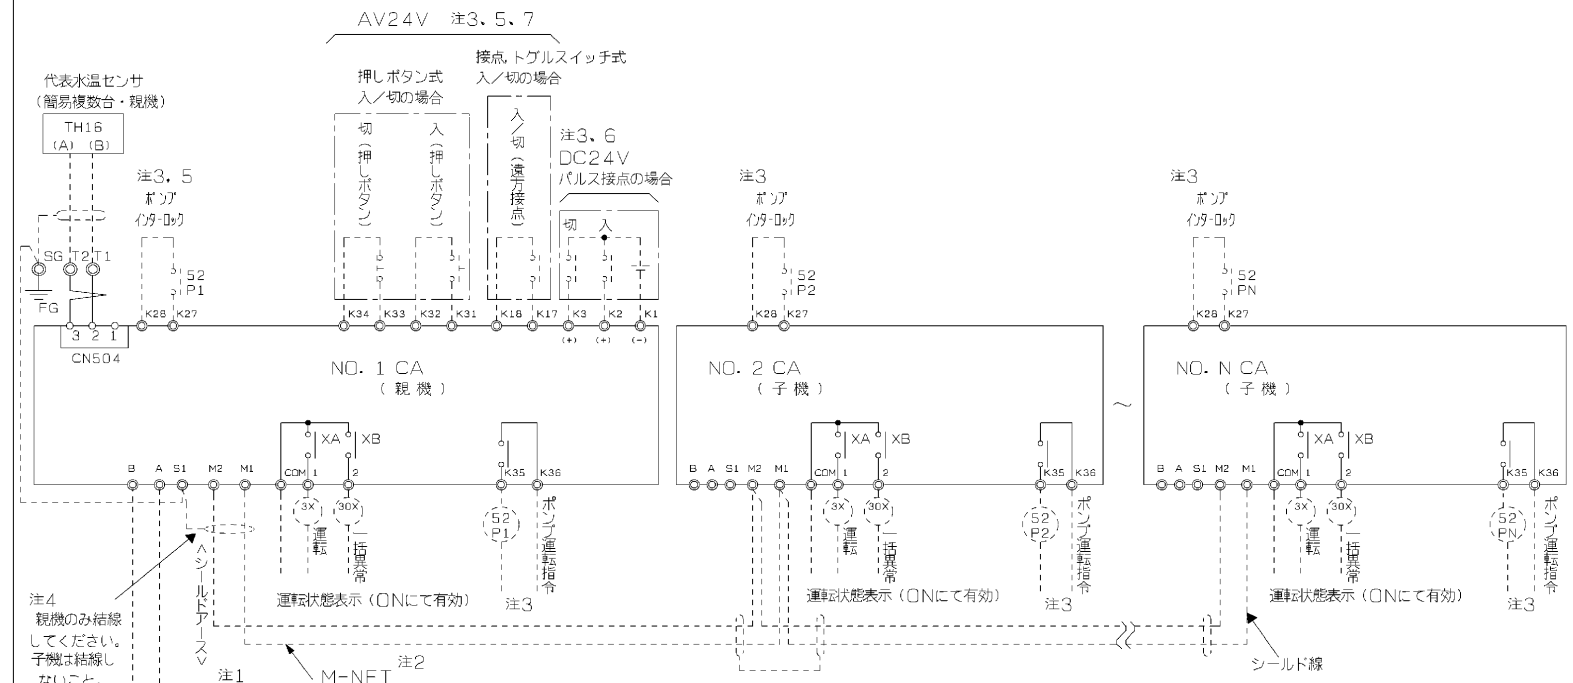 AV24V 注3、5、7
代表水温センサ
(簡易複数台・親機)
TH16
(A) (B)
押しボタン式
入/切の場合
接点,トグルスイッチ式
入/切の場合
切(押しボタン)
入(押しボタン)
入/切(遠方接点)
注3、6
DC24V
パルス接点の場合
切 入
注3、5
ポンプ
インターロック
注3
ポンプ
インターロック
注3
ポンプ
インターロック
SG T2 T1
FG
52
P1
52
P2
52
PN
K28 K27
K34 K33 K32 K31 K18 K17 K3 K2 K1
(+) (+) (-)
K28 K27
K28 K27
3 2 1
CN504
NO. 1 CA
(親機)
NO. 2 CA
(子機)
~
NO. N CA
(子機)
XA XB
XA XB
XA XB
B A S1 M2 M1 COM 1 2 K35 K36
B A S1 M2 M1 COM 1 2 K35 K36
B A S1 M2 M1 COM 1 2 K35 K36
3X 30X
52
P1
3X 30X
52
P2
3X 30X
52
PN
運転
一括異常
ポンプ運転指令
運転
一括異常
ポンプ運転指令
運転
一括異常
ポンプ運転指令
運転状態表示(ONにて有効)
注3
運転状態表示(ONにて有効)
注3
運転状態表示(ONにて有効)
注3
注4
親機のみ結線
してください。
子機は結線し
ないこと。
<シールドアース>
注1
注2
M-NET
シールド線